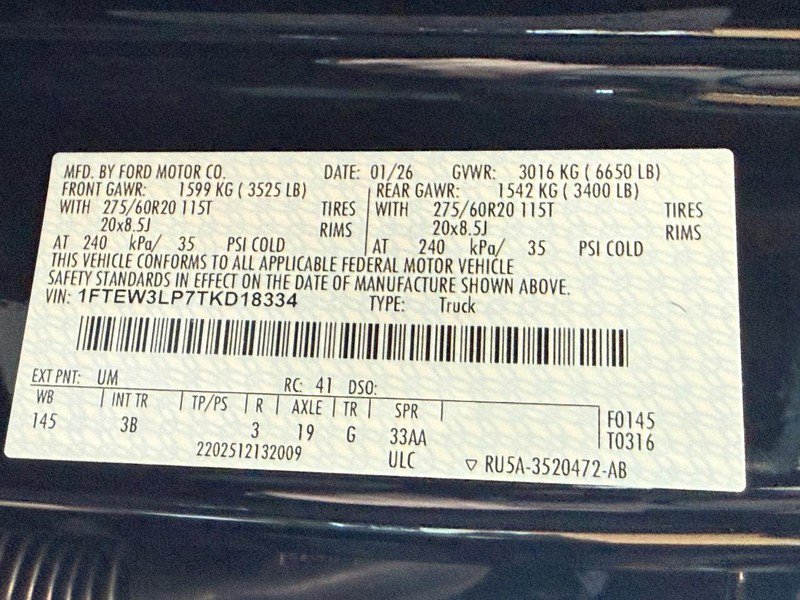 MFD. BY FORD MOTOR CO. DATE: 01/26 GVWR: 3016 KG ( 6650 LB)
FRONT GAWR: 1599 KG ( 3525 LB) REAR GAWR: 1542 KG ( 3400 LB)
WITH 275/60R20 115T TIRES WITH 275/60R20 115T TIRES
20x8.5J RIMS 20x8.5J RIMS
AT 240 kPa/ 35 PSI COLD AT 240 kPa/ 35 PSI COLD
THIS VEHICLE CONFORMS TO ALL APPLICABLE FEDERAL MOTOR VEHICLE
SAFETY STANDARDS IN EFFECT ON THE DATE OF MANUFACTURE SHOWN ABOVE.
VIN: 1FTEW3LP7TKD18334 TYPE: Truck
EXT PNT: UM RC: 41 DSO:
WB INT TR TP/PS R AXLE TR SPR F0145
145 3B 3 19 G 33AA T0316
2202512132009 ULC ▽ RU5A-3520472-AB